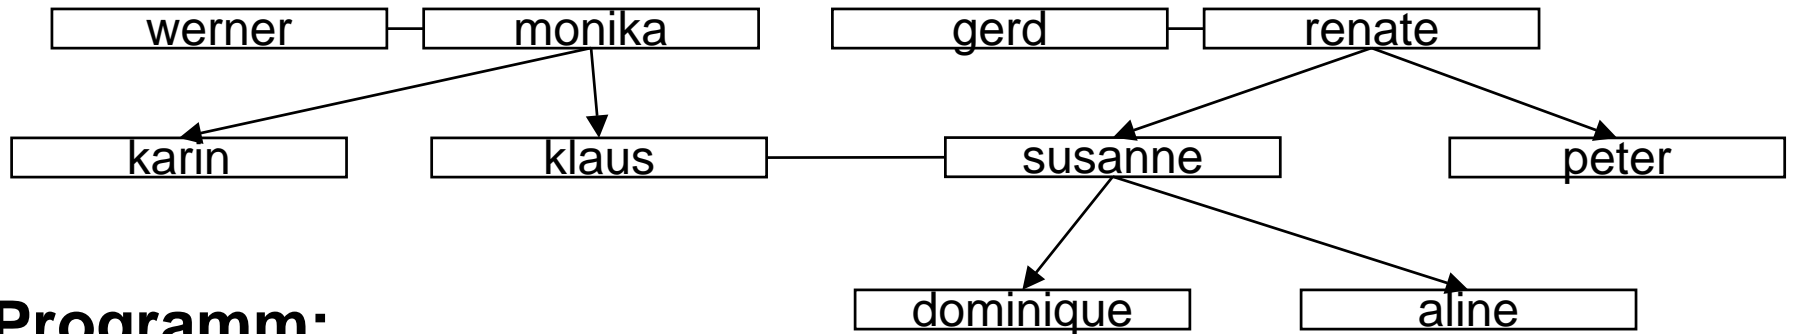 werner monika gerd renate
karin klaus susanne peter
dominique aline
Programm: